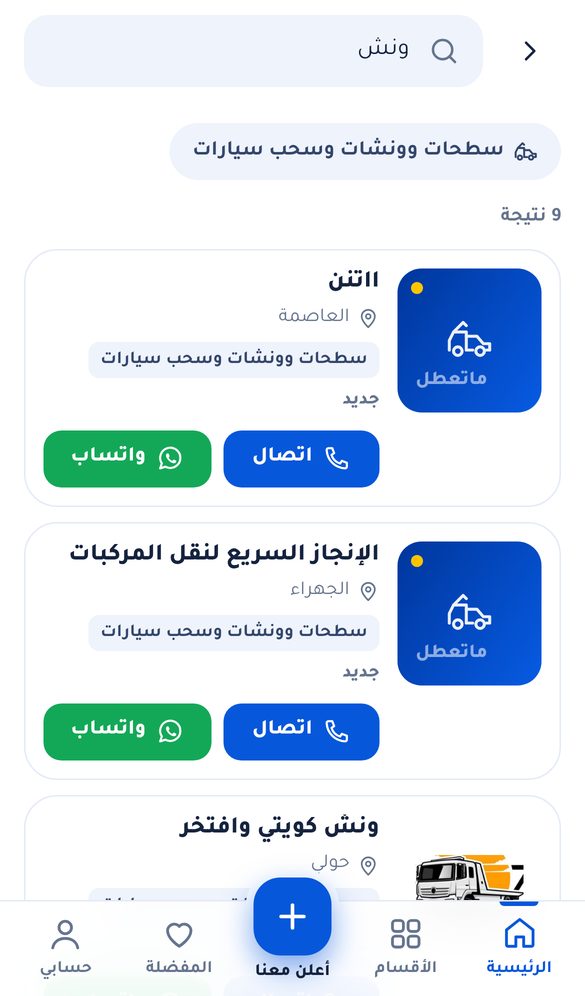 ونش
سطحات وونشات وسحب سيارات
9 نتيجة
ااتنن
العاصمة
سطحات وونشات وسحب سيارات
جديد
اتصال
واتساب
ماتعطل
الإنجاز السريع لنقل المركبات
الجهراء
سطحات وونشات وسحب سيارات
جديد
اتصال
واتساب
ماتعطل
ونش كويتي وافتخر
حولي
الرئيسية
الأقسام
أعلن معنا
المفضلة
حسابي